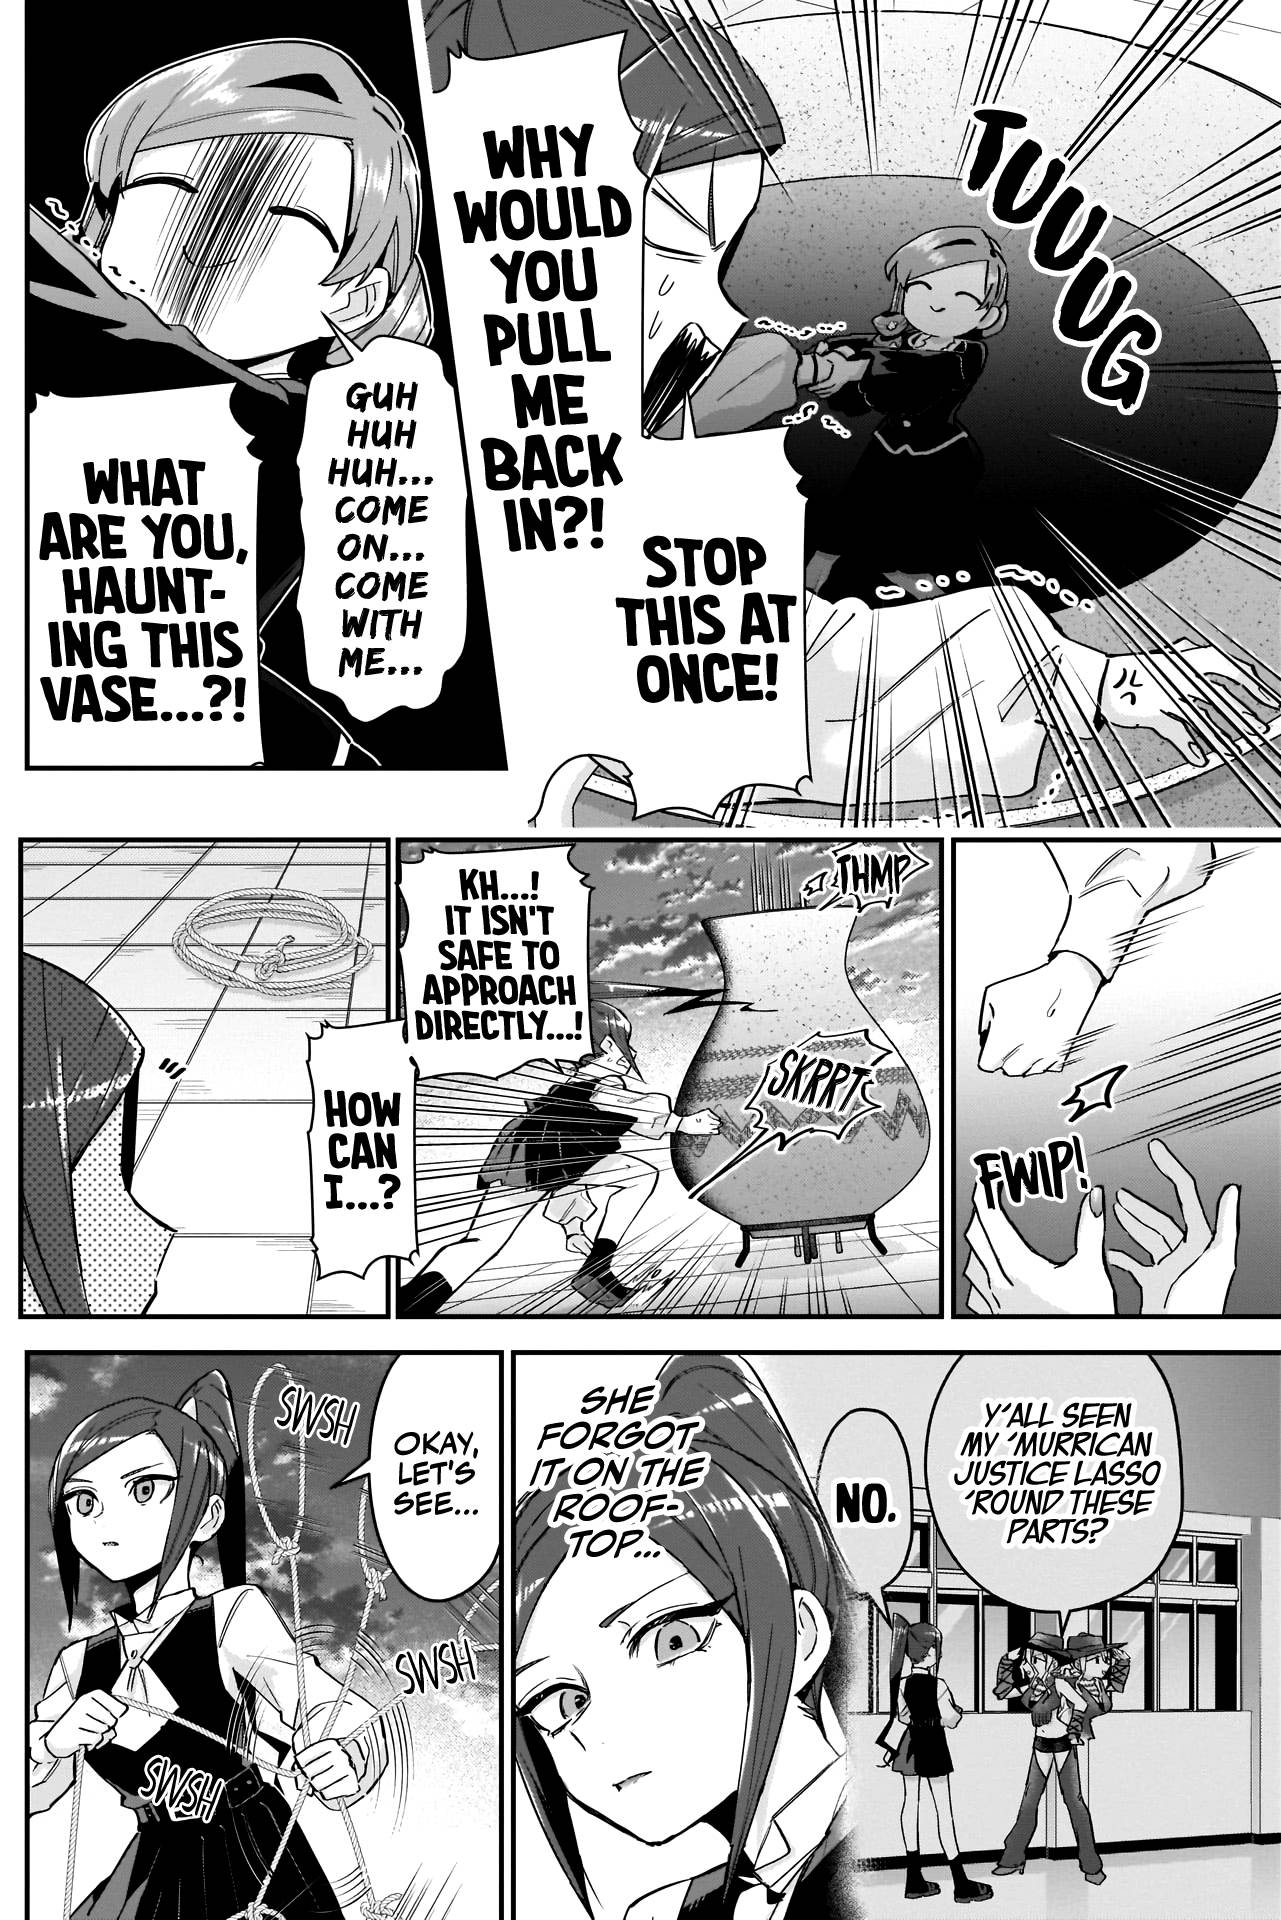 TUUUG
WHY
WOULD
YOU
PULL
ME
BACK
IN?!
STOP
THIS AT
ONCE!
GUH
HUH
HUH...
COME
ON...
COME
WITH
ME...
WHAT
ARE YOU,
HAUNT-
ING THIS
VASE...?!
FWIP!
THMP
SKRRT
KH...!
IT ISN'T
SAFE TO
APPROACH
DIRECTLY...!
HOW
CAN
I...?
Y'ALL SEEN
MY 'MURRICAN
JUSTICE LASSO
'ROUND THESE
PARTS?
NO.
SHE
FORGOT
IT ON THE
ROOF-
TOP...
OKAY,
LET'S
SEE...
SWSH
SWSH
SWSH